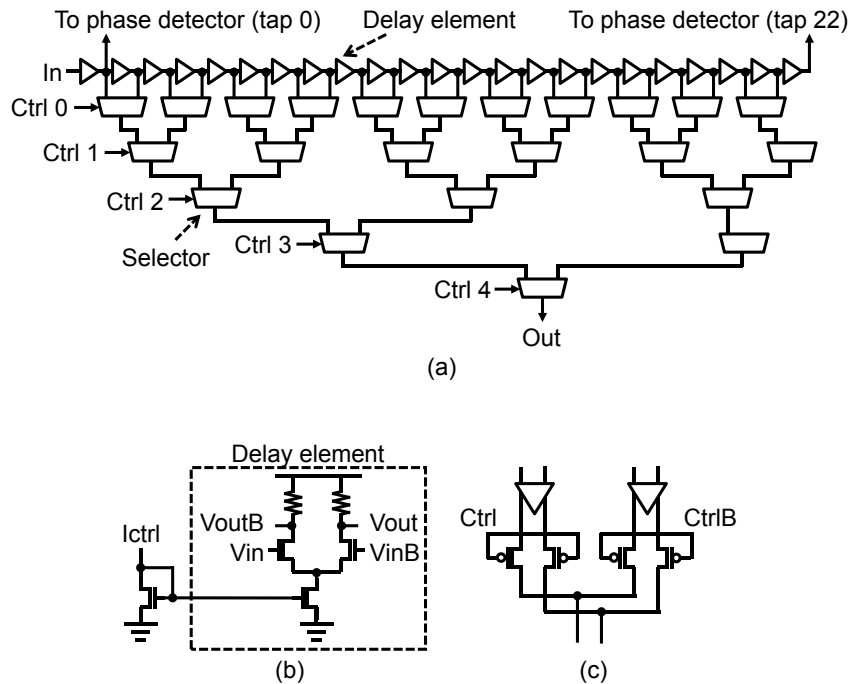 To phase detector (tap 0)
Delay element
To phase detector (tap 22)
In
Ctrl 0
Ctrl 1
Ctrl 2
Selector
Ctrl 3
Ctrl 4
Out
(a)
Delay element
VoutB
Vout
Ictrl
Vin
VinB
(b)
Ctrl
CtrlB
(c)